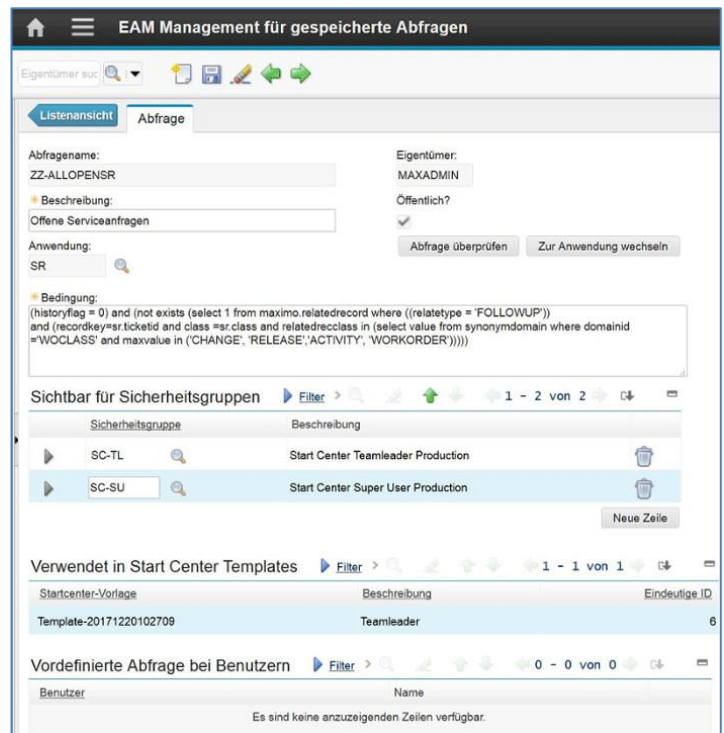 EAM Management für gespeicherte Abfragen
Eigentümer suc
Listenansicht Abfrage
Abfragename: Eigentümer:
ZZ-ALLOPENSR MAXADMIN
Beschreibung: Öffentlich?
Offene Serviceanfragen
Anwendung: Abfrage überprüfen Zur Anwendung wechseln
SR
Bedingung:
(historyflag = 0) and (not exists (select 1 from maximo.relatedrecord where ((relatetype = 'FOLLOWUP'))
and (recordkey=sr.ticketid and class =sr.class and relatedrecclass in (select value from synonymdomain where domainid
='WOCLASS' and maxvalue in ('CHANGE', 'RELEASE','ACTIVITY', 'WORKORDER')))))
Sichtbar für Sicherheitsgruppen Filter > 1 - 2 von 2
Sicherheitsgruppe Beschreibung
SC-TL Start Center Teamleader Production
SC-SU Start Center Super User Production
Neue Zeile
Verwendet in Start Center Templates Filter > 1 - 1 von 1
Startcenter-Vorlage Beschreibung Eindeutige ID
Template-20171220102709 Teamleader 6
Vordefinierte Abfrage bei Benutzern Filter > 0 - 0 von 0
Benutzer Name
Es sind keine anzuzeigenden Zeilen verfügbar.